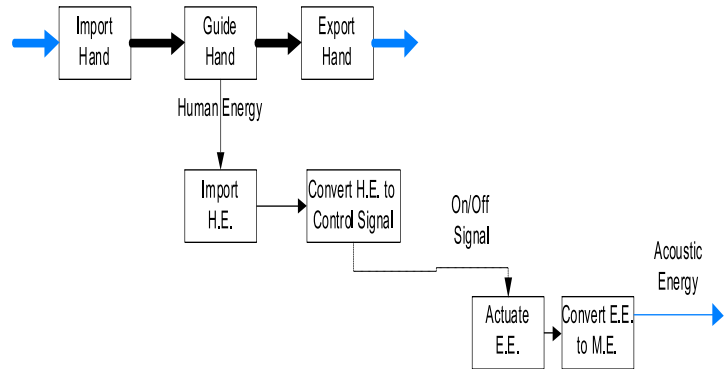 Import
Hand
Guide
Hand
Export
Hand
Human Energy
Import
H.E.
Convert H.E. to
Control Signal
On/Off
Signal
Acoustic
Energy
Actuate
E.E.
Convert E.E.
to M.E.